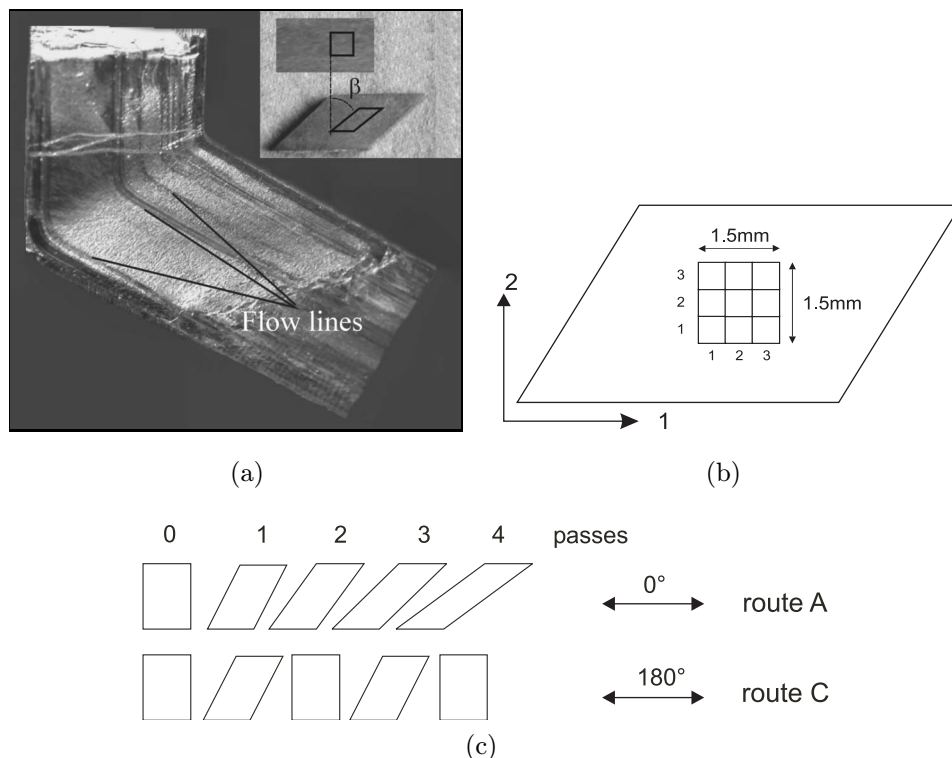 β
Flow lines
(a)
2
1.5mm
3
2
1
1.5mm
1 2 3
1
(b)
0 1 2 3 4 passes
0°
route A
180°
route C
(c)